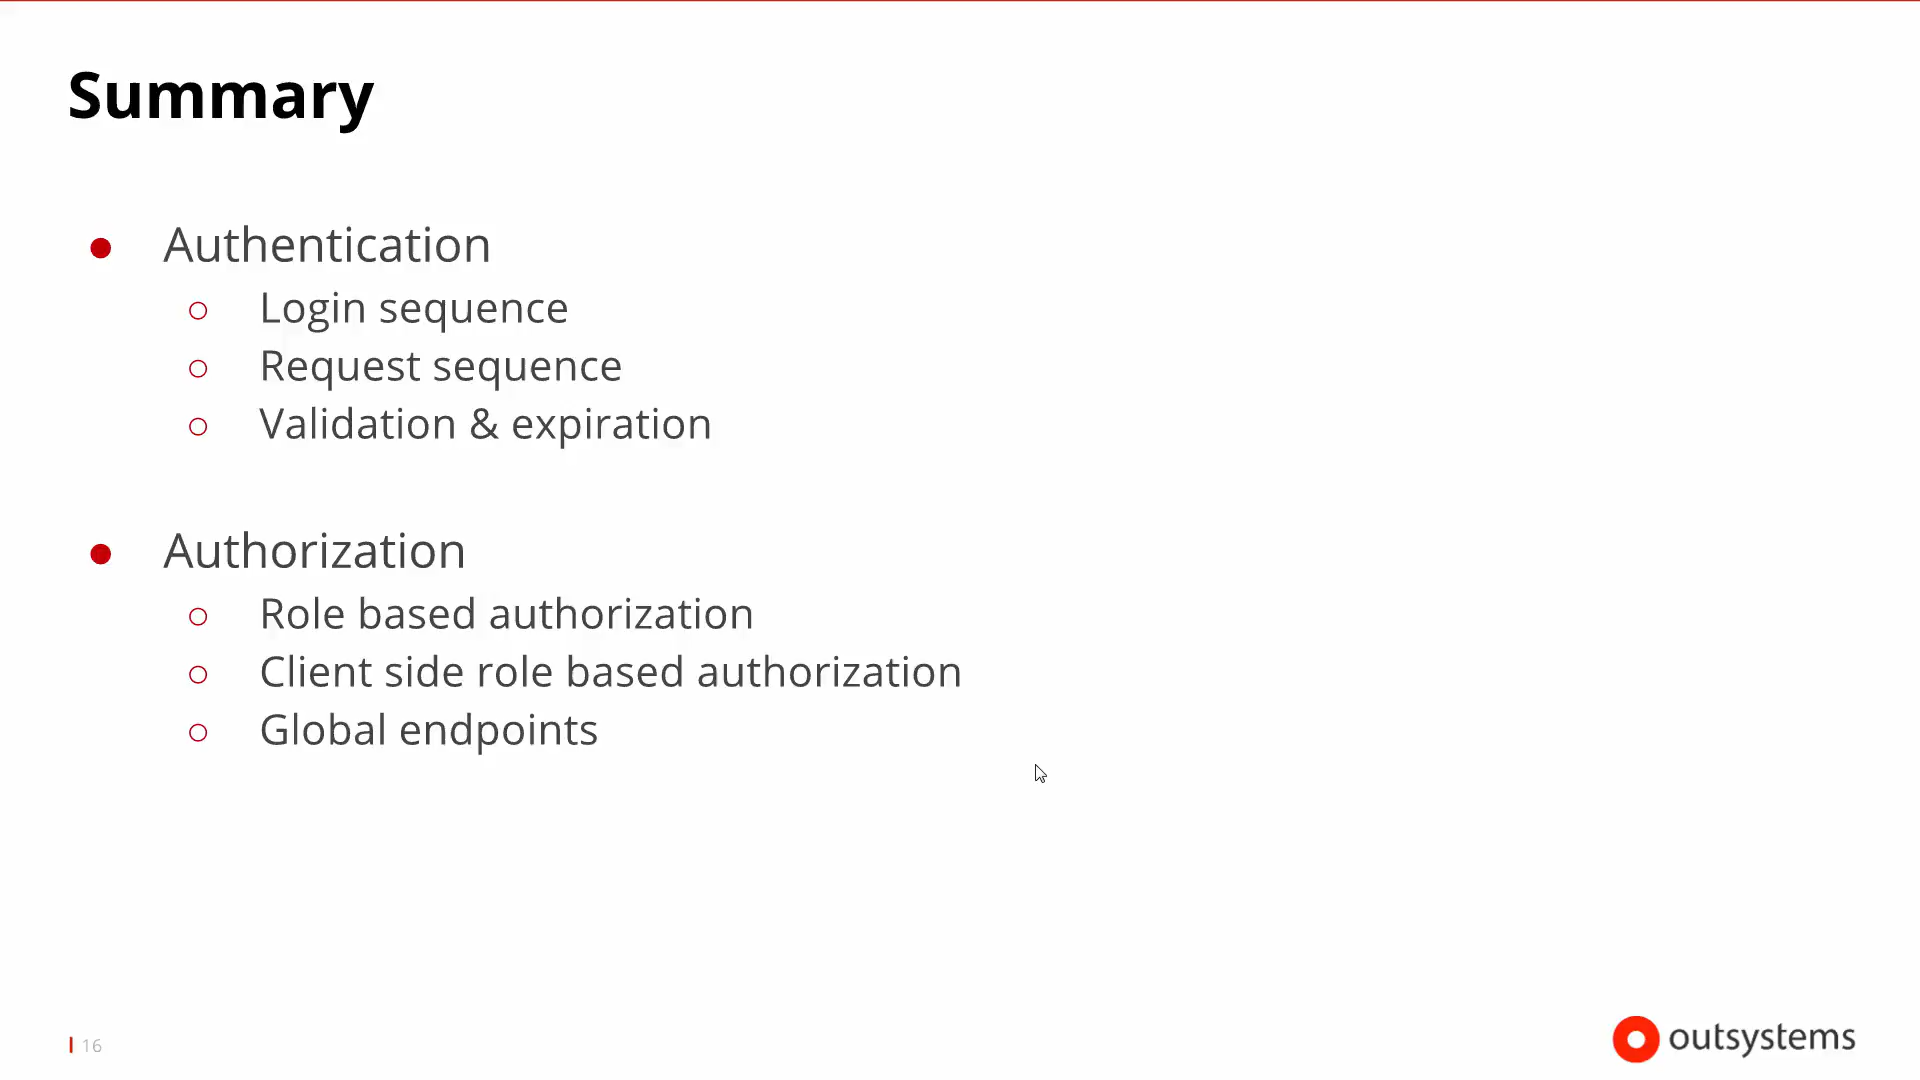 Summary
● Authentication
○ Login sequence
○ Request sequence
○ Validation & expiration
● Authorization
○ Role based authorization
○ Client side role based authorization
○ Global endpoints
16
outsystems